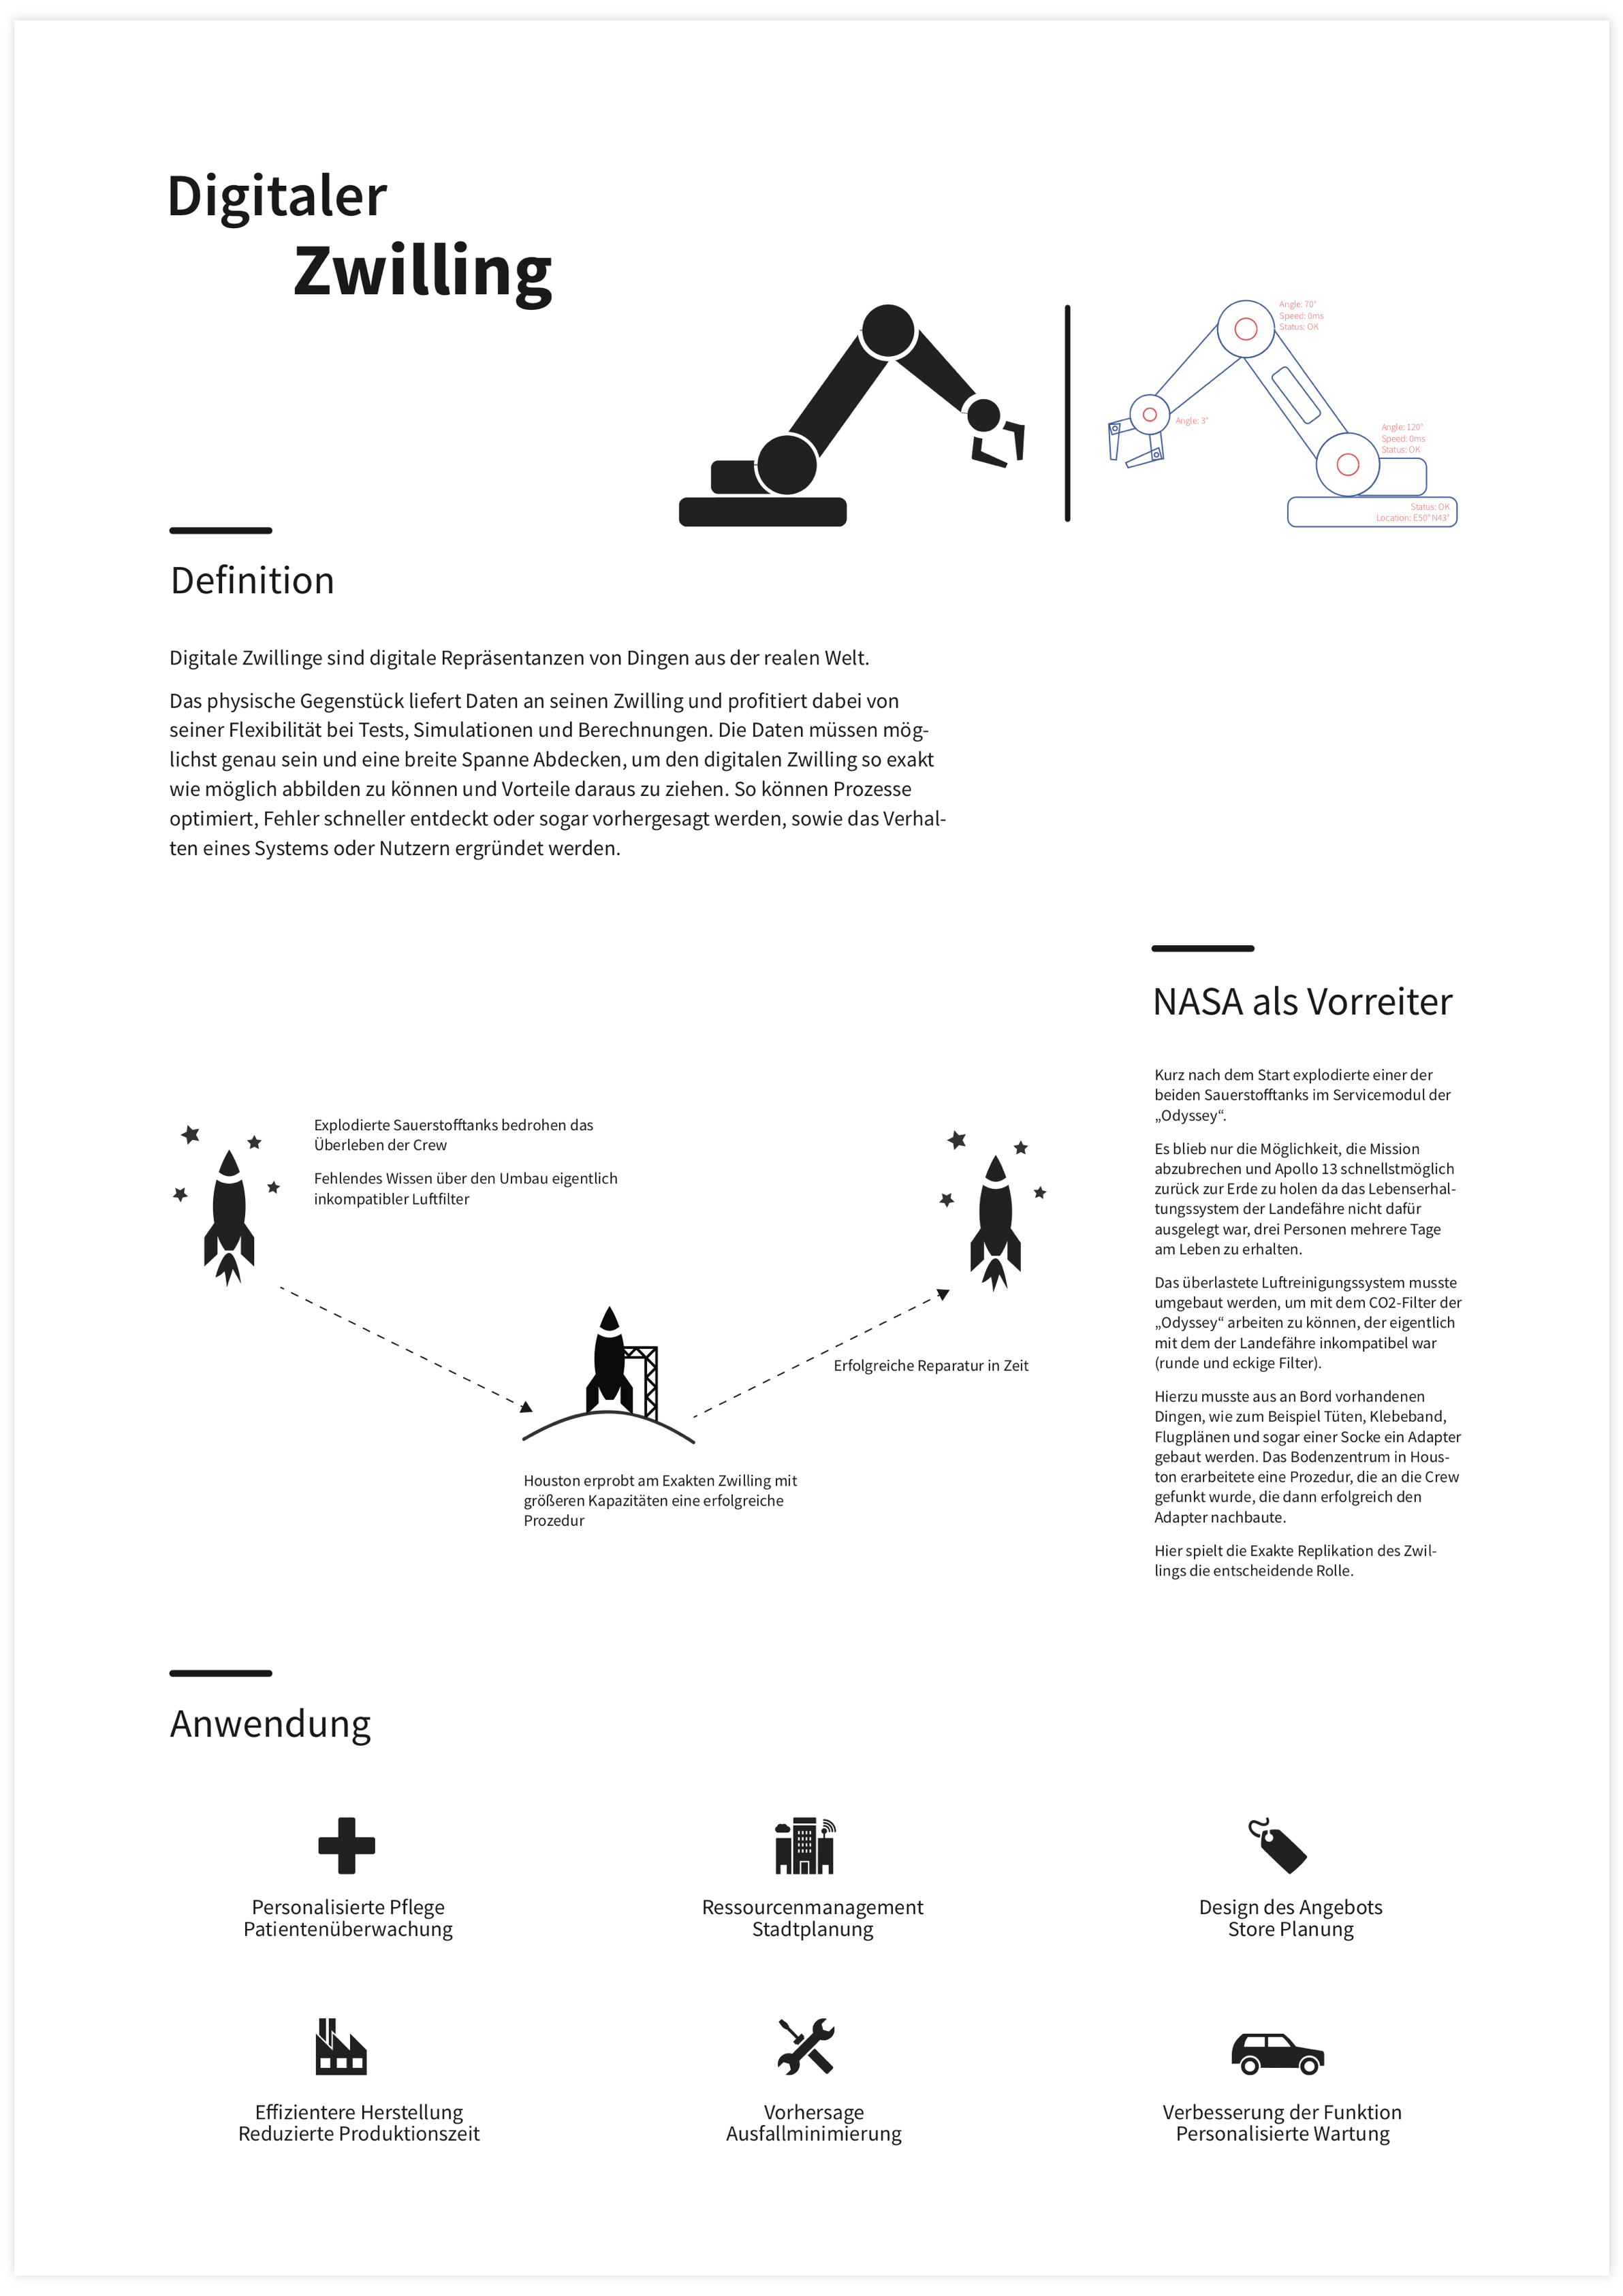 Digitaler
Zwilling
Angle: 70°
Speed: 0ms
Status: OK
Angle: 3°
Angle: 120°
Speed: 0ms
Status: OK
Status: OK
Location: E50°N43°
Definition
Digitale Zwillinge sind digitale Repräsentanzen von Dingen aus der realen Welt.
Das physische Gegenstück liefert Daten an seinen Zwilling und profitiert dabei von
seiner Flexibilität bei Tests, Simulationen und Berechnungen. Die Daten müssen mög-
lichst genau sein und eine breite Spanne Abdecken, um den digitalen Zwilling so exakt
wie möglich abbilden zu können und Vorteile daraus zu ziehen. So können Prozesse
optimiert, Fehler schneller entdeckt oder sogar vorhergesagt werden, sowie das Verhal-
ten eines Systems oder Nutzern ergründet werden.
Explodierte Sauerstofftanks bedrohen das
Überleben der Crew
Fehlendes Wissen über den Umbau eigentlich
inkompatibler Luftfilter
Erfolgreiche Reparatur in Zeit
Houston erprobt am Exakten Zwilling mit
größeren Kapazitäten eine erfolgreiche
Prozedur
NASA als Vorreiter
Kurz nach dem Start explodierte einer der
beiden Sauerstofftanks im Servicemodul der
„Odyssey“.
Es blieb nur die Möglichkeit, die Mission
abzubrechen und Apollo 13 schnellstmöglich
zurück zur Erde zu holen da das Lebenserhal-
tungssystem der Landefähre nicht dafür
ausgelegt war, drei Personen mehrere Tage
am Leben zu erhalten.
Das überlastete Luftreinigungssystem musste
umgebaut werden, um mit dem CO2-Filter der
„Odyssey“ arbeiten zu können, der eigentlich
mit dem der Landefähre inkompatibel war
(runde und eckige Filter).
Hierzu musste aus an Bord vorhandenen
Dingen, wie zum Beispiel Tüten, Klebeband,
Flugplänen und sogar einer Socke ein Adapter
gebaut werden. Das Bodenzentrum in Hous-
ton erarbeitete eine Prozedur, die an die Crew
gefunkt wurde, die dann erfolgreich den
Adapter nachbaute.
Hier spielt die Exakte Replikation des Zwil-
lings die entscheidende Rolle.
Anwendung
Personalisierte Pflege
Patientenüberwachung
Ressourcenmanagement
Stadtplanung
Design des Angebots
Store Planung
Effizientere Herstellung
Reduzierte Produktionszeit
Vorhersage
Ausfallminimierung
Verbesserung der Funktion
Personalisierte Wartung